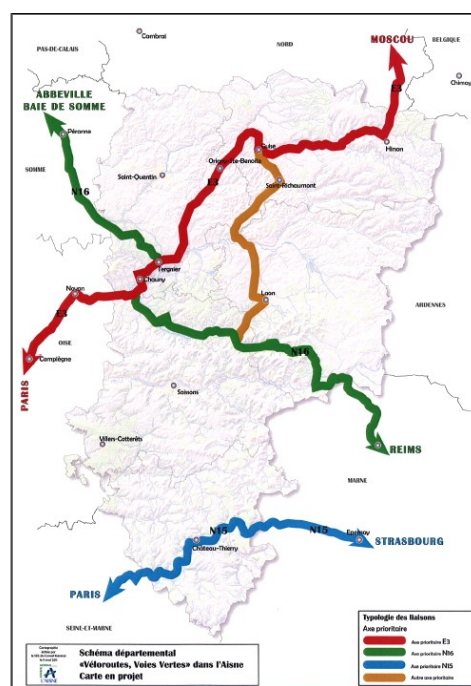 Cambrai
PAS-DE-CALAIS
NORD
MOSCOU
BELGIQUE
Chimay
E3
ABBEVILLE
BAIE DE SOMME
Péronne
Guise
Hirson
SOMME
Saint-Quentin
Origny-ste-Benoite
E3
Saint-Richaumont
N16
Tergnier
Chauny
Noyon
Laon
ARDENNES
E3
OISE
Compiègne
N16
PARIS
Soissons
Villers-Cotterêts
REIMS
MARNE
N15
N15
Epernay
STRASBOURG
Château-Thierry
PARIS
SEINE-ET-MARNE
Typologie des liaisons
Axe prioritaire
Axe prioritaire E3
Axe prioritaire N16
Axe prioritaire N15
Autre axe prioritaire
Schéma départemental
«Véloroutes, Voies Vertes» dans l'Aisne
Carte en projet
L'AISNE